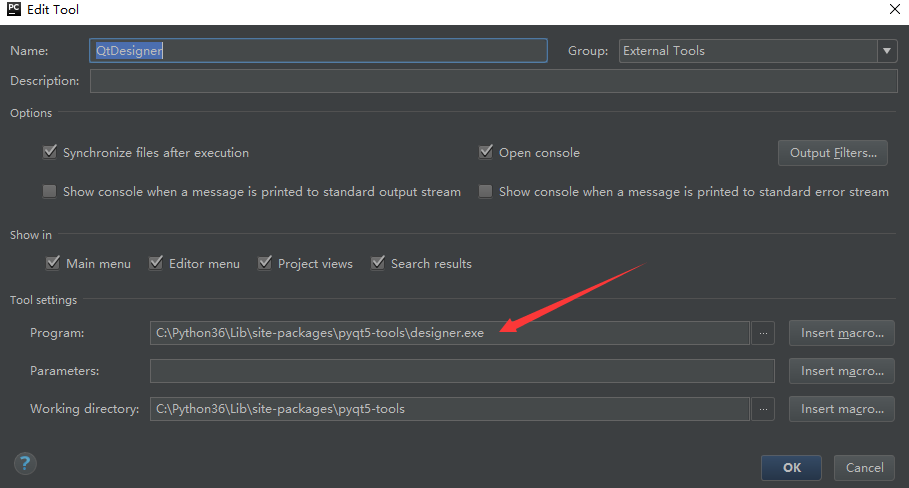 PC Edit Tool
Name: QtDesigner Group: External Tools
Description:
Options
Synchronize files after execution Open console Output Filters...
Show console when a message is printed to standard output stream Show console when a message is printed to standard error stream
Show in
Main menu Editor menu Project views Search results
Tool settings
Program: C:\Python36\Lib\site-packages\pyqt5-tools\designer.exe ... Insert macro...
Parameters: Insert macro...
Working directory: C:\Python36\Lib\site-packages\pyqt5-tools ... Insert macro...
? OK Cancel